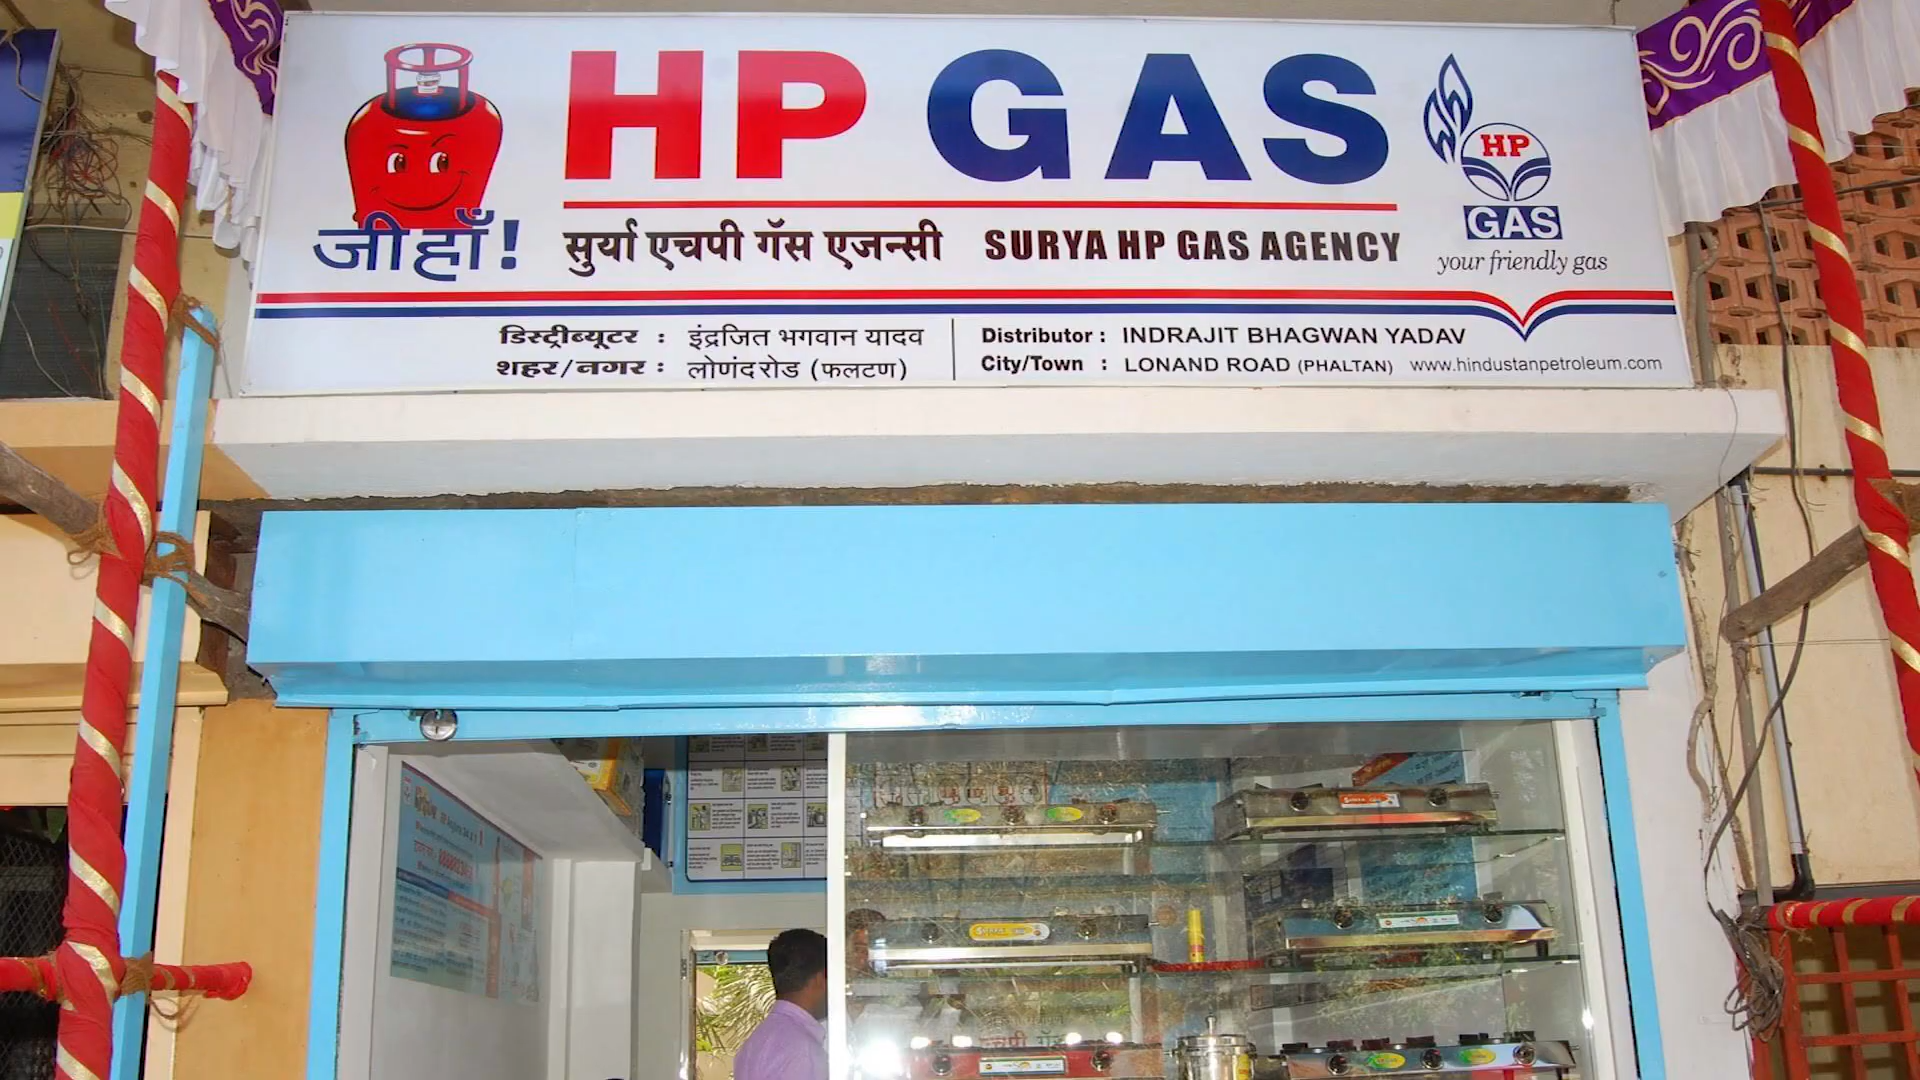 HP GAS
जी हाँ!
HP
GAS
your friendly gas
सुर्या एचपी गॅस एजन्सी SURYA HP GAS AGENCY
डिस्ट्रीब्यूटर : इंद्रजित भगवान यादव
शहर/नगर : लोणंद रोड (फलटण)
Distributor : INDRAJIT BHAGWAN YADAV
City/Town : LONAND ROAD (PHALTAN) www.hindustanpetroleum.com